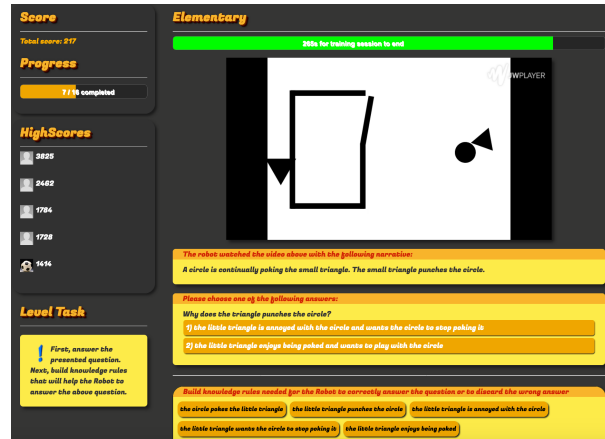 Score
Total score: 217
Progress
7 / 16 completed
HighScores
3825
2462
1784
1728
1414
Level Task
! First, answer the
presented question.
Next, build knowledge rules
that will help the Robot to
answer the above question.
Elementary
265s for training session to end
WPLAYER
The robot watched the video above with the following narrative:
A circle is continually poking the small triangle. The small triangle punches the circle.
Please choose one of the following answers:
Why does the triangle punches the circle?
1) the little triangle is annoyed with the circle and wants the circle to stop poking it
2) the little triangle enjoys being poked and wants to play with the circle
Build knowledge rules needed for the Robot to correctly answer the question or to discard the wrong answer
the circle pokes the little triangle the little triangle punches the circle the little triangle is annoyed with the circle
the little triangle wants the circle to stop poking it the little triangle enjoys being poked